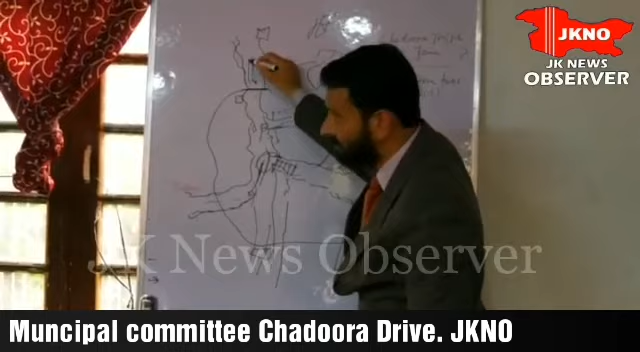 JKNO
JK NEWS
OBSERVER
JK News Observer
Muncipal committee Chadoora Drive. JKNO